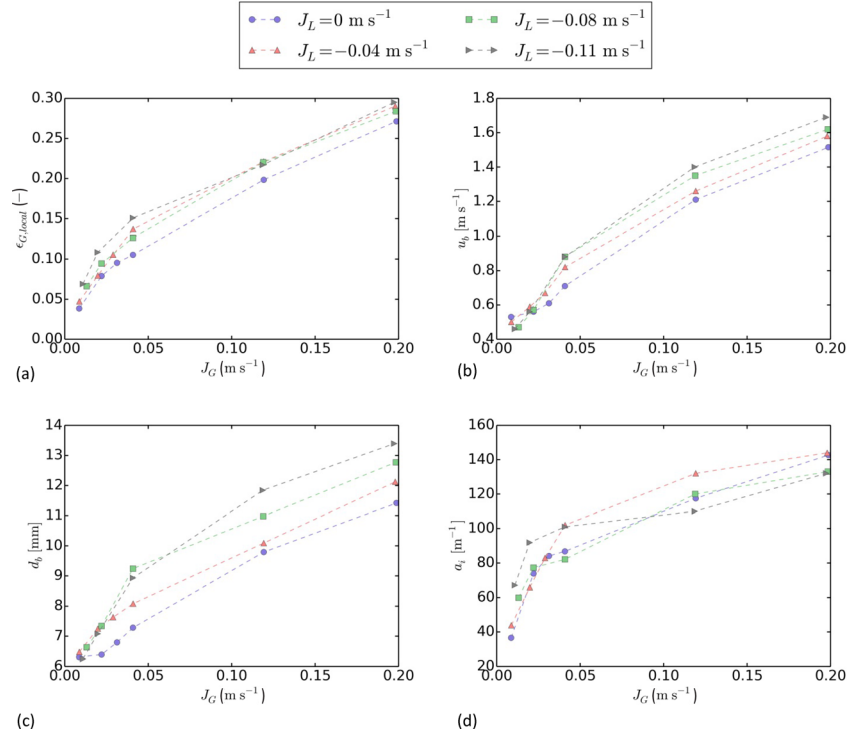 J_L=0 m s⁻¹ J_L=−0.08 m s⁻¹
J_L=−0.04 m s⁻¹ J_L=−0.11 m s⁻¹
0.30
0.25
0.20
0.15
0.10
0.05
0.00
ϵ_G,local (−)
0.00 0.05 0.10 0.15 0.20
J_G (m s⁻¹)
(a)
1.8
1.6
1.4
1.2
1.0
0.8
0.6
0.4
u_b [m s⁻¹]
0.00 0.05 0.10 0.15 0.20
J_G (m s⁻¹)
(b)
14
13
12
11
10
9
8
7
6
d_b [mm]
0.00 0.05 0.10 0.15 0.20
J_G (m s⁻¹)
(c)
160
140
120
100
80
60
40
20
a_i [m⁻¹]
0.00 0.05 0.10 0.15 0.20
J_G (m s⁻¹)
(d)